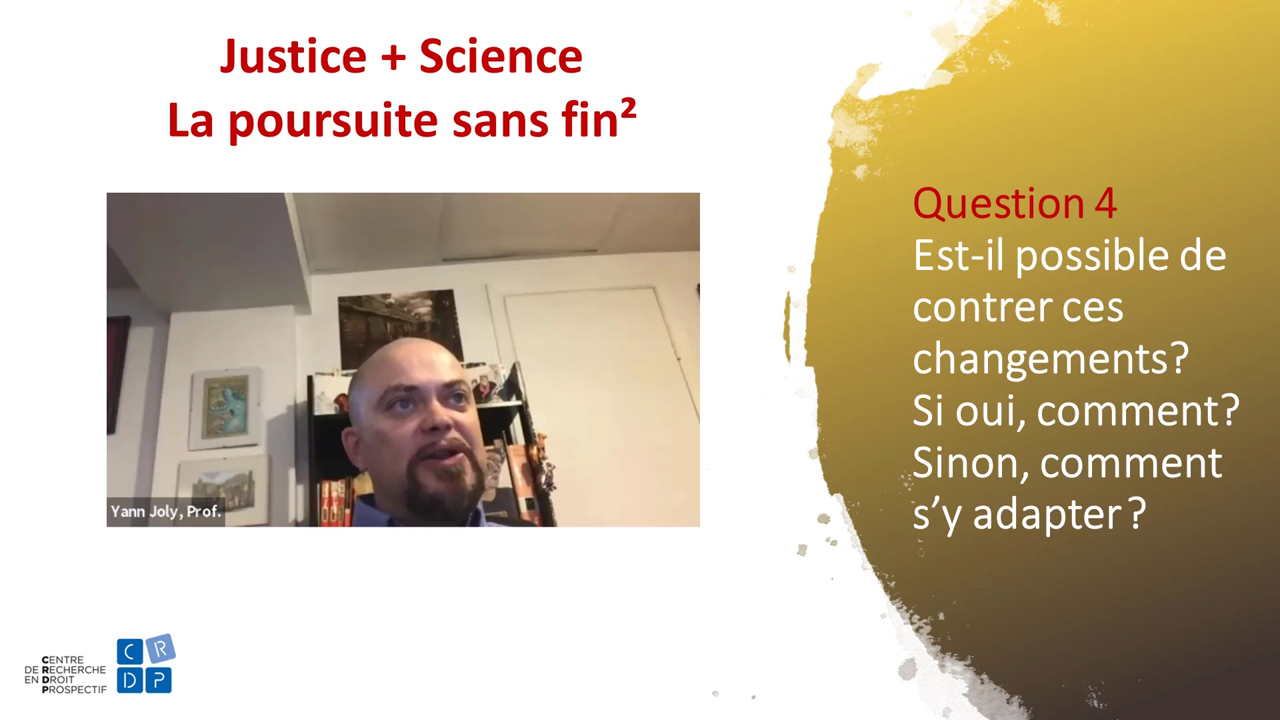 Justice + Science
La poursuite sans fin²
Yann Joly, Prof.
Question 4
Est-il possible de
contrer ces
changements?
Si oui, comment?
Sinon, comment
s’y adapter ?
CENTRE
DE RECHERCHE
EN DROIT
PROSPECTIF
C R
D P